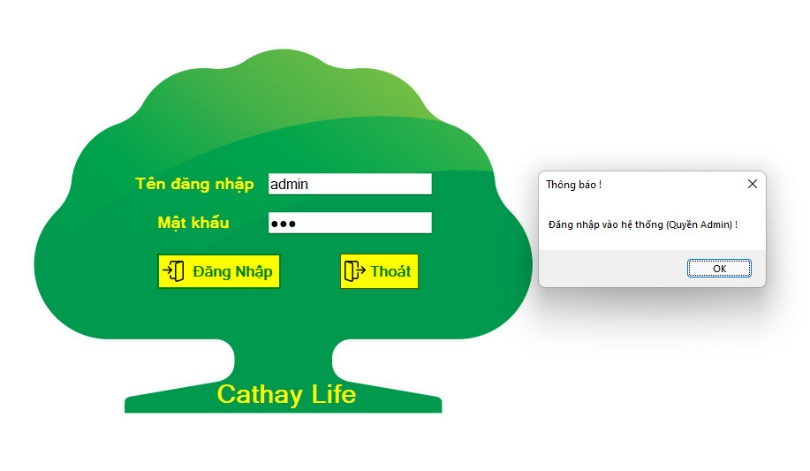 Tên đăng nhập
admin
Mật khẩu
●●●
Đăng Nhập
Thoát
Cathay Life
Thông báo !
Đăng nhập vào hệ thống (Quyền Admin) !
OK